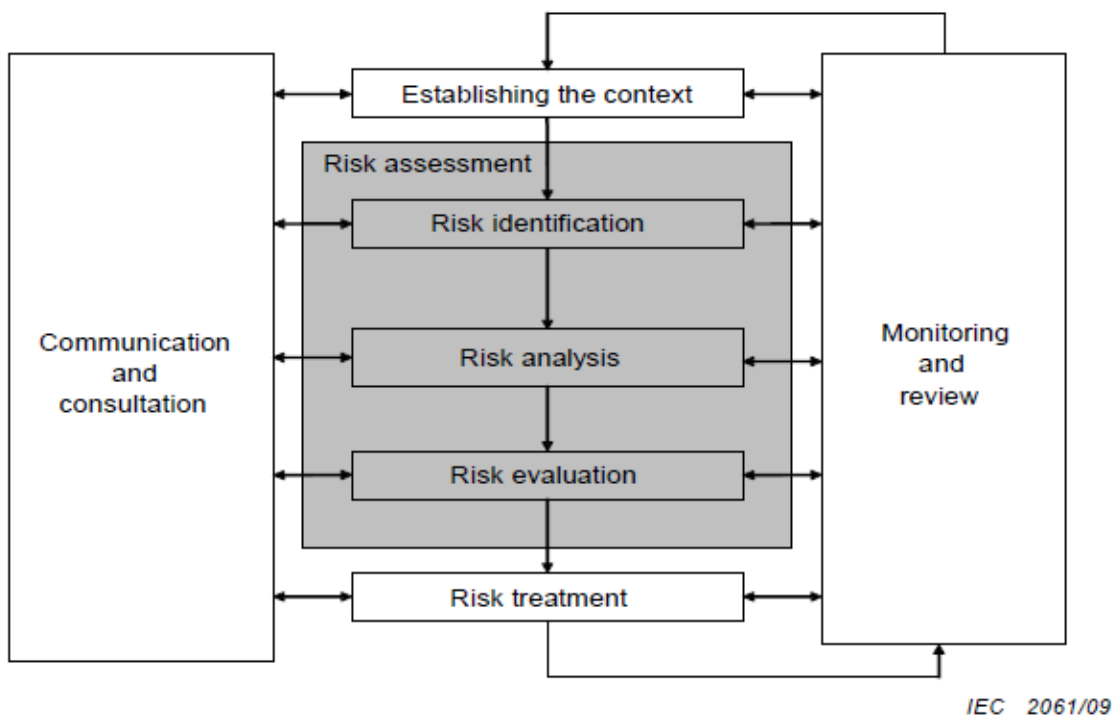 Establishing the context
Risk assessment
Risk identification
Risk analysis
Risk evaluation
Risk treatment
Communication
and
consultation
Monitoring
and
review
IEC 2061/09